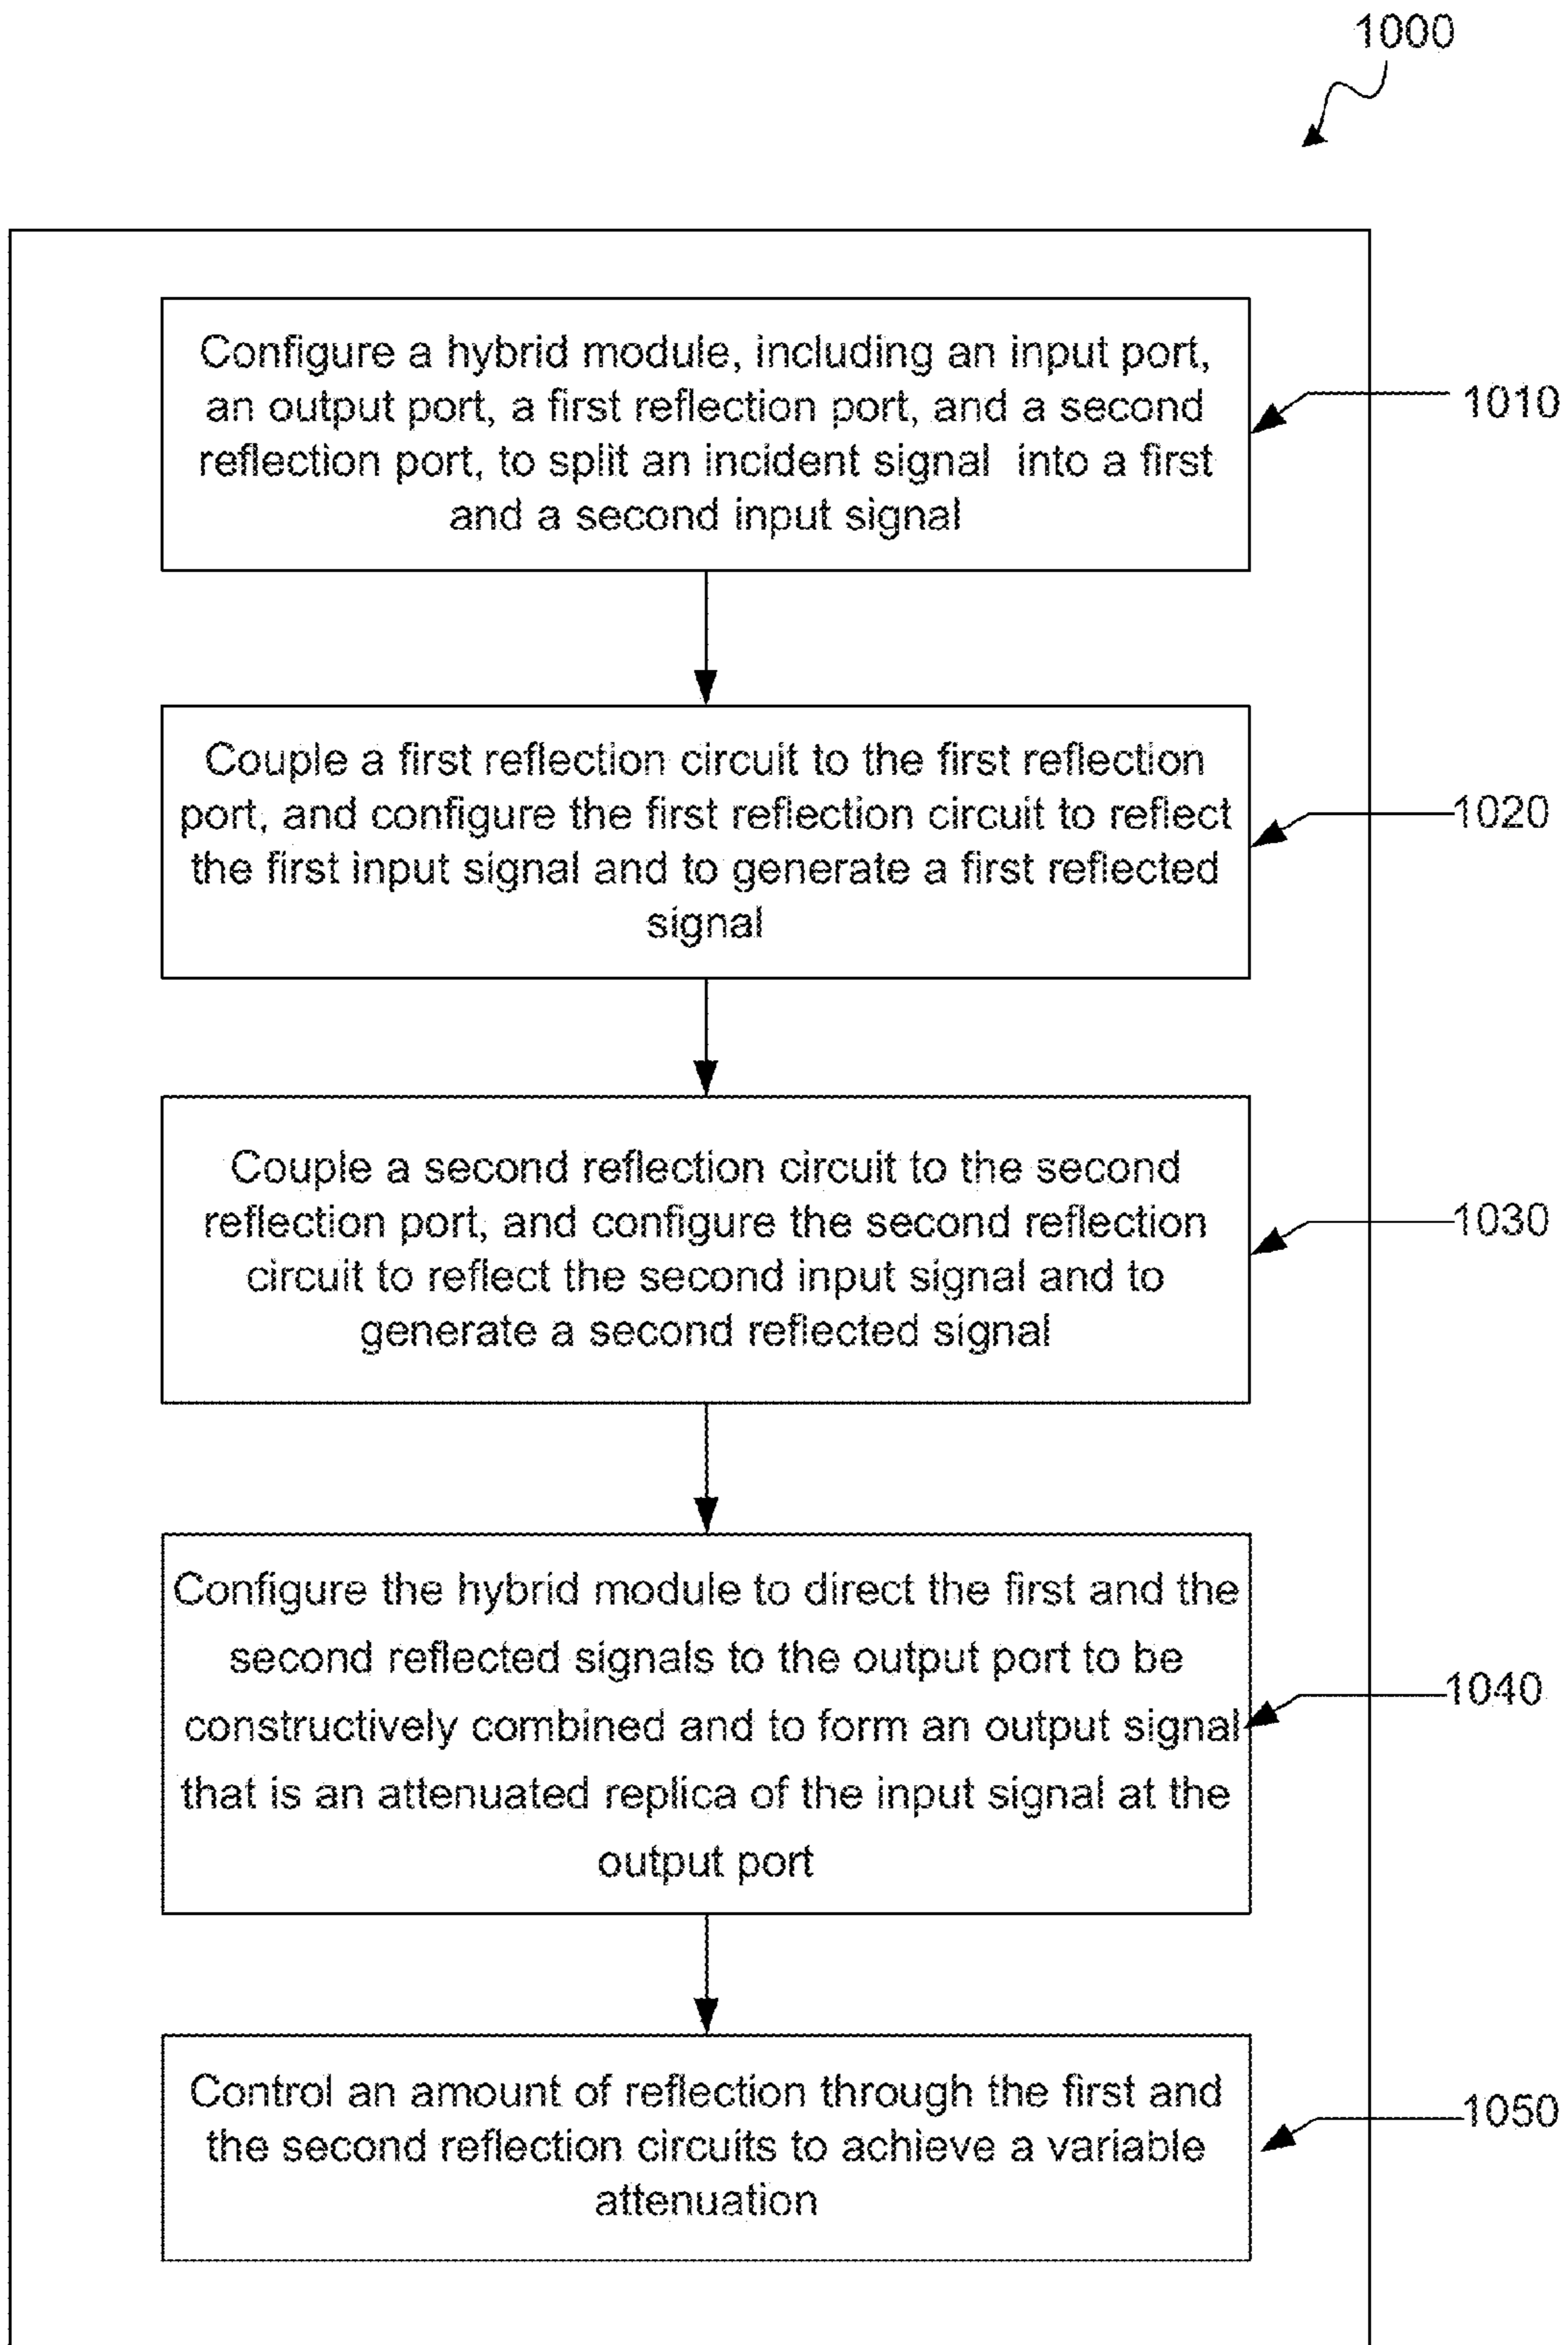 1000
Configure a hybrid module, including an input port,
an output port, a first reflection port, and a second
reflection port, to split an incident signal into a first
and a second input signal
1010
Couple a first reflection circuit to the first reflection
port, and configure the first reflection circuit to reflect
the first input signal and to generate a first reflected
signal
1020
Couple a second reflection circuit to the second
reflection port, and configure the second reflection
circuit to reflect the second input signal and to
generate a second reflected signal
1030
Configure the hybrid module to direct the first and the
second reflected signals to the output port to be
constructively combined and to form an output signal
that is an attenuated replica of the input signal at the
output port
1040
Control an amount of reflection through the first and
the second reflection circuits to achieve a variable
attenuation
1050